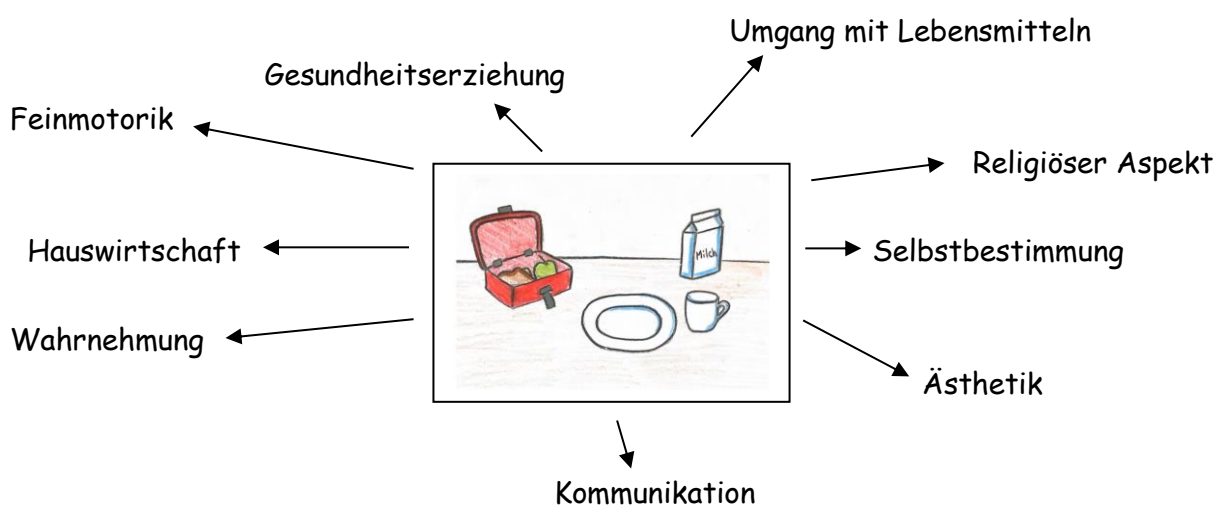 Umgang mit Lebensmitteln
Gesundheitserziehung
Feinmotorik
Religiöser Aspekt
Hauswirtschaft
Selbstbestimmung
Milch
Wahrnehmung
Ästhetik
Kommunikation